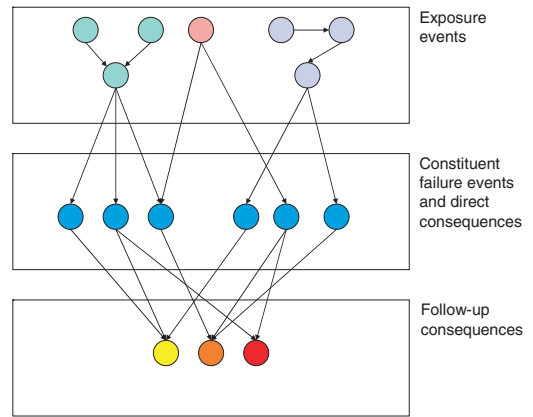 Exposure
events
Constituent
failure events
and direct
consequences
Follow-up
consequences